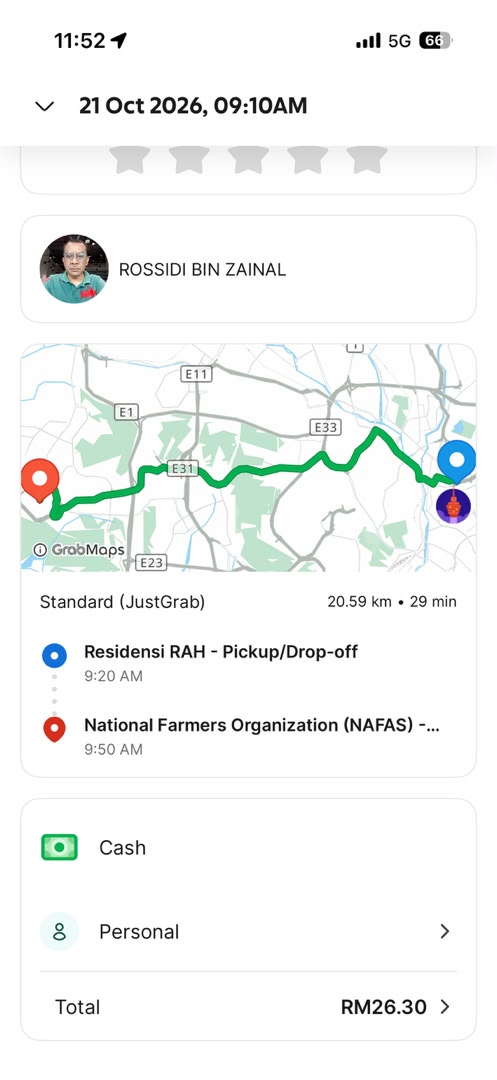 11:52
5G
66
21 Oct 2026, 09:10AM
ROSSIDI BIN ZAINAL
E11
E1
E33
E31
E23
GrabMaps
Standard (JustGrab)
20.59 km • 29 min
Residensi RAH - Pickup/Drop-off
9:20 AM
National Farmers Organization (NAFAS) -...
9:50 AM
Cash
Personal
Total
RM26.30